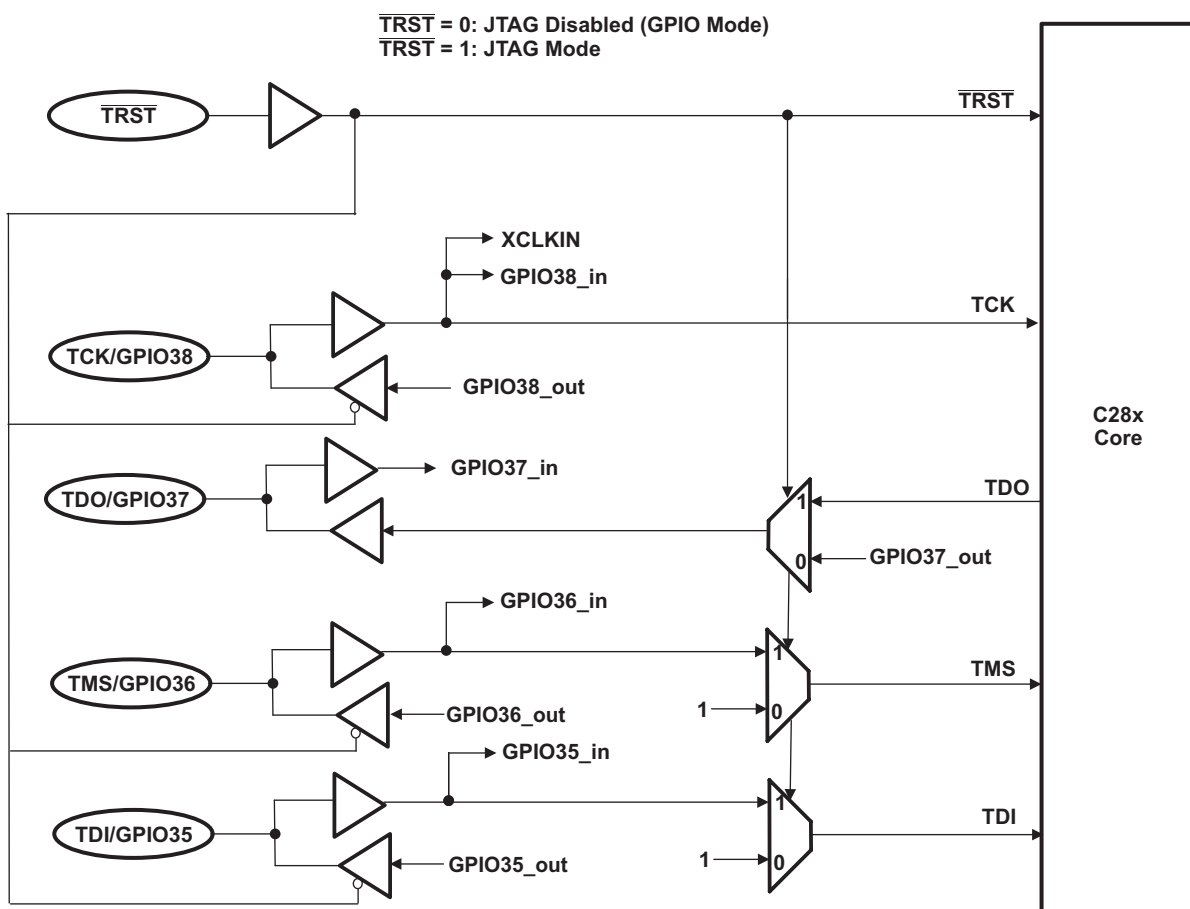 TRST = 0: JTAG Disabled (GPIO Mode)
TRST = 1: JTAG Mode
TRST
TRST
XCLKIN
GPIO38_in
TCK
TCK/GPIO38
GPIO38_out
C28x
Core
GPIO37_in
TDO/GPIO37
1
TDO
0
GPIO37_out
GPIO36_in
1
TMS/GPIO36
TMS
GPIO36_out
1
0
GPIO35_in
1
TDI/GPIO35
TDI
GPIO35_out
1
0